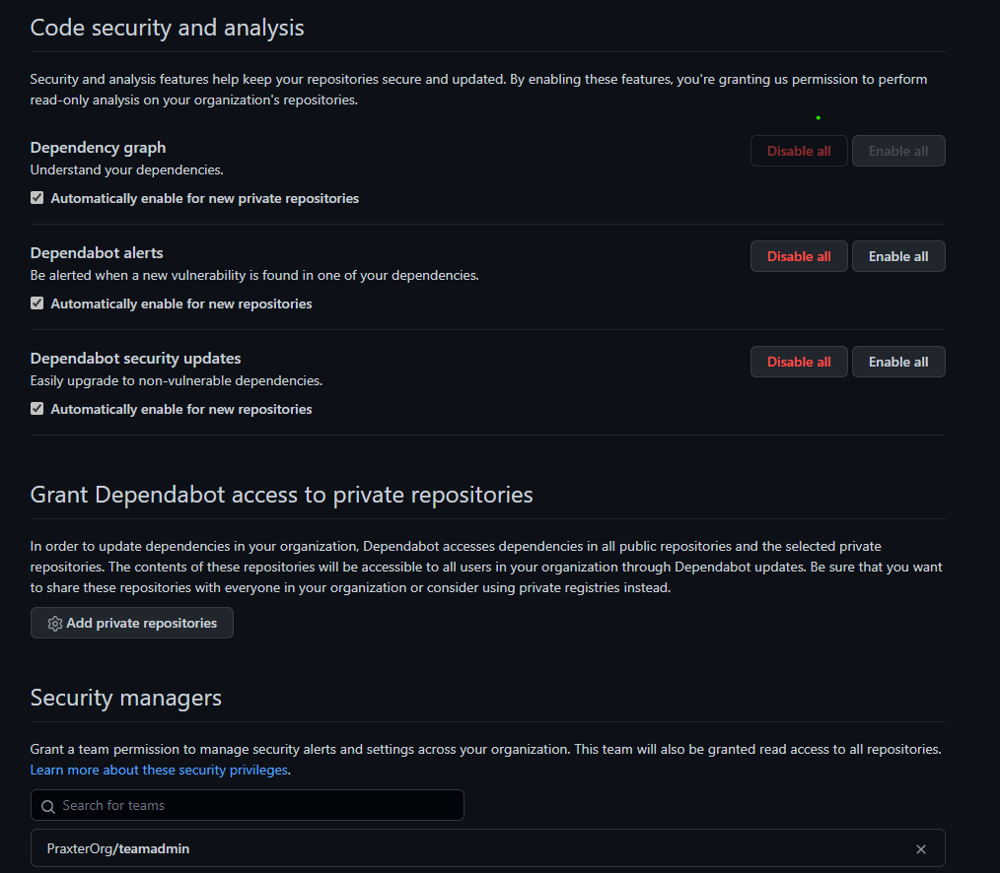 Code security and analysis
Security and analysis features help keep your repositories secure and updated. By enabling these features, you're granting us permission to perform
read-only analysis on your organization's repositories.
Dependency graph
Disable all
Enable all
Understand your dependencies.
Automatically enable for new private repositories
Dependabot alerts
Disable all
Enable all
Be alerted when a new vulnerability is found in one of your dependencies.
Automatically enable for new repositories
Dependabot security updates
Disable all
Enable all
Easily upgrade to non-vulnerable dependencies.
Automatically enable for new repositories
Grant Dependabot access to private repositories
In order to update dependencies in your organization, Dependabot accesses dependencies in all public repositories and the selected private
repositories. The contents of these repositories will be accessible to all users in your organization through Dependabot updates. Be sure that you want
to share these repositories with everyone in your organization or consider using private registries instead.
Add private repositories
Security managers
Grant a team permission to manage security alerts and settings across your organization. This team will also be granted read access to all repositories.
Learn more about these security privileges.
Search for teams
PraxterOrg/teamadmin